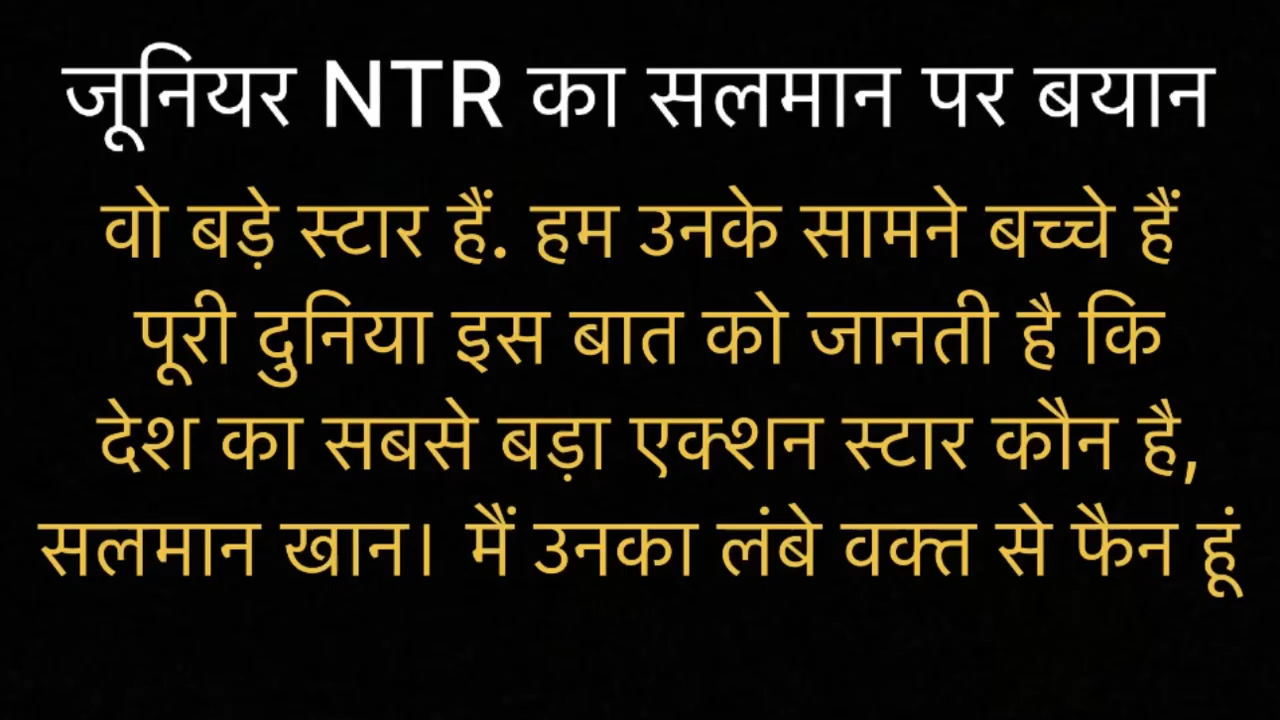 जूनियर NTR का सलमान पर बयान
वो बड़े स्टार हैं. हम उनके सामने बच्चे हैं
पूरी दुनिया इस बात को जानती है कि
देश का सबसे बड़ा एक्शन स्टार कौन है,
सलमान खान। मैं उनका लंबे वक्त से फैन हूं